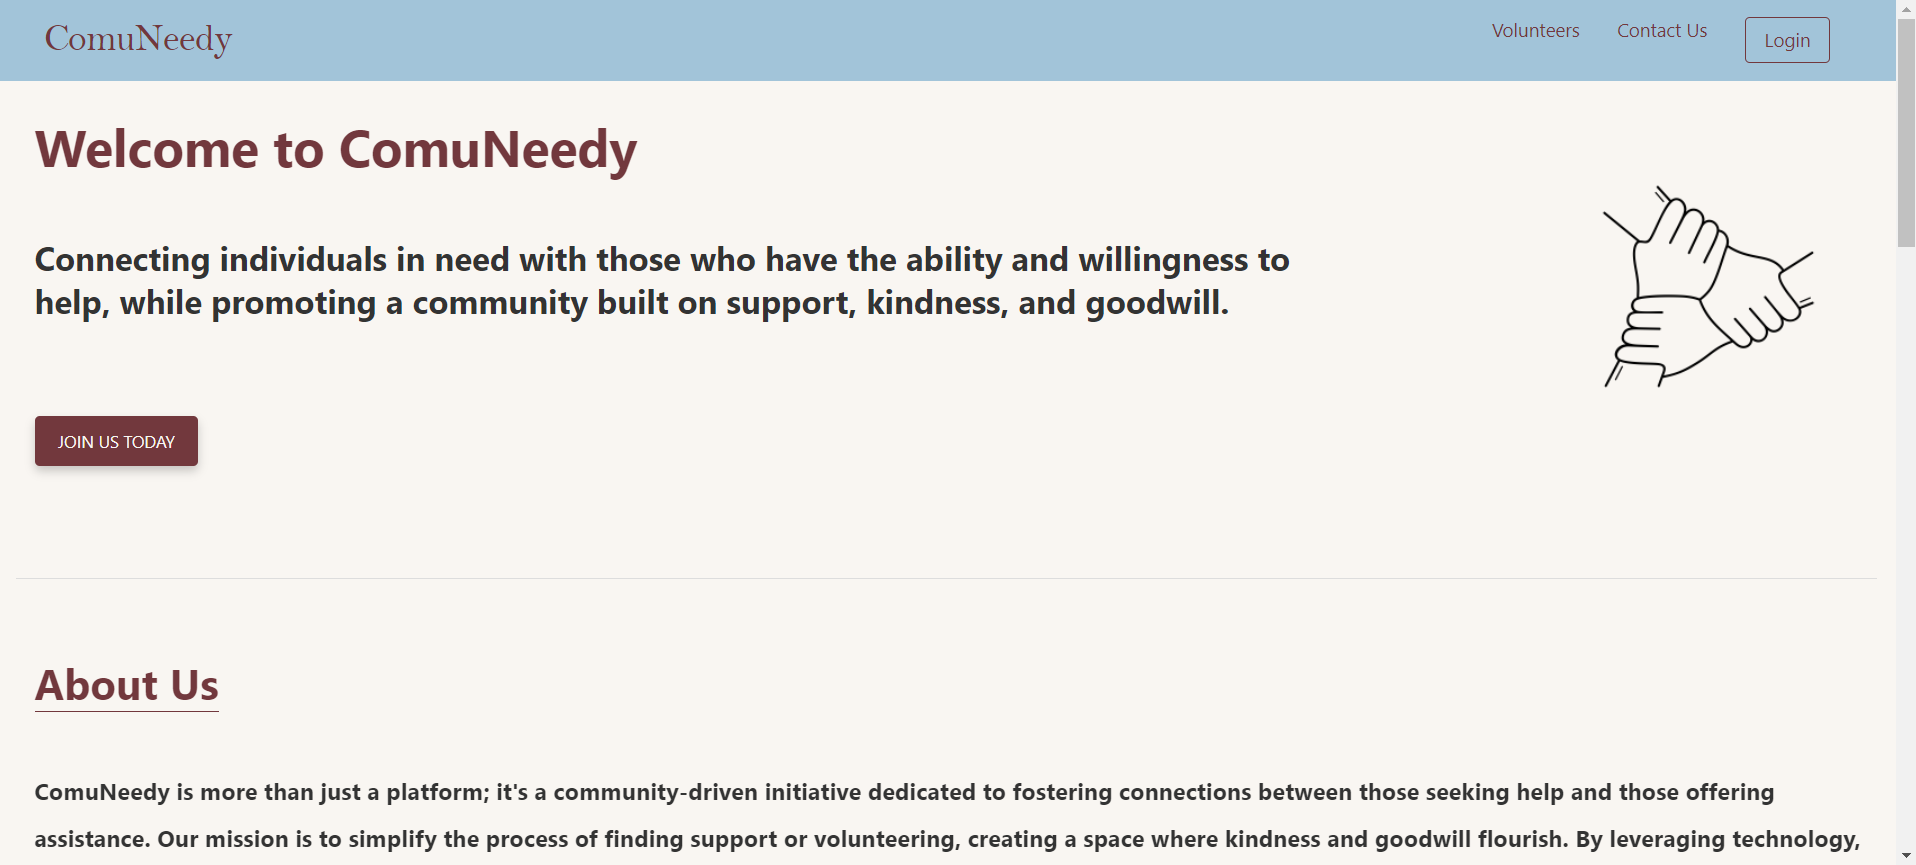 ComuNeedy
Volunteers
Contact Us
Login
Welcome to ComuNeedy
Connecting individuals in need with those who have the ability and willingness to
help, while promoting a community built on support, kindness, and goodwill.
JOIN US TODAY
About Us
ComuNeedy is more than just a platform; it's a community-driven initiative dedicated to fostering connections between those seeking help and those offering
assistance. Our mission is to simplify the process of finding support or volunteering, creating a space where kindness and goodwill flourish. By leveraging technology,